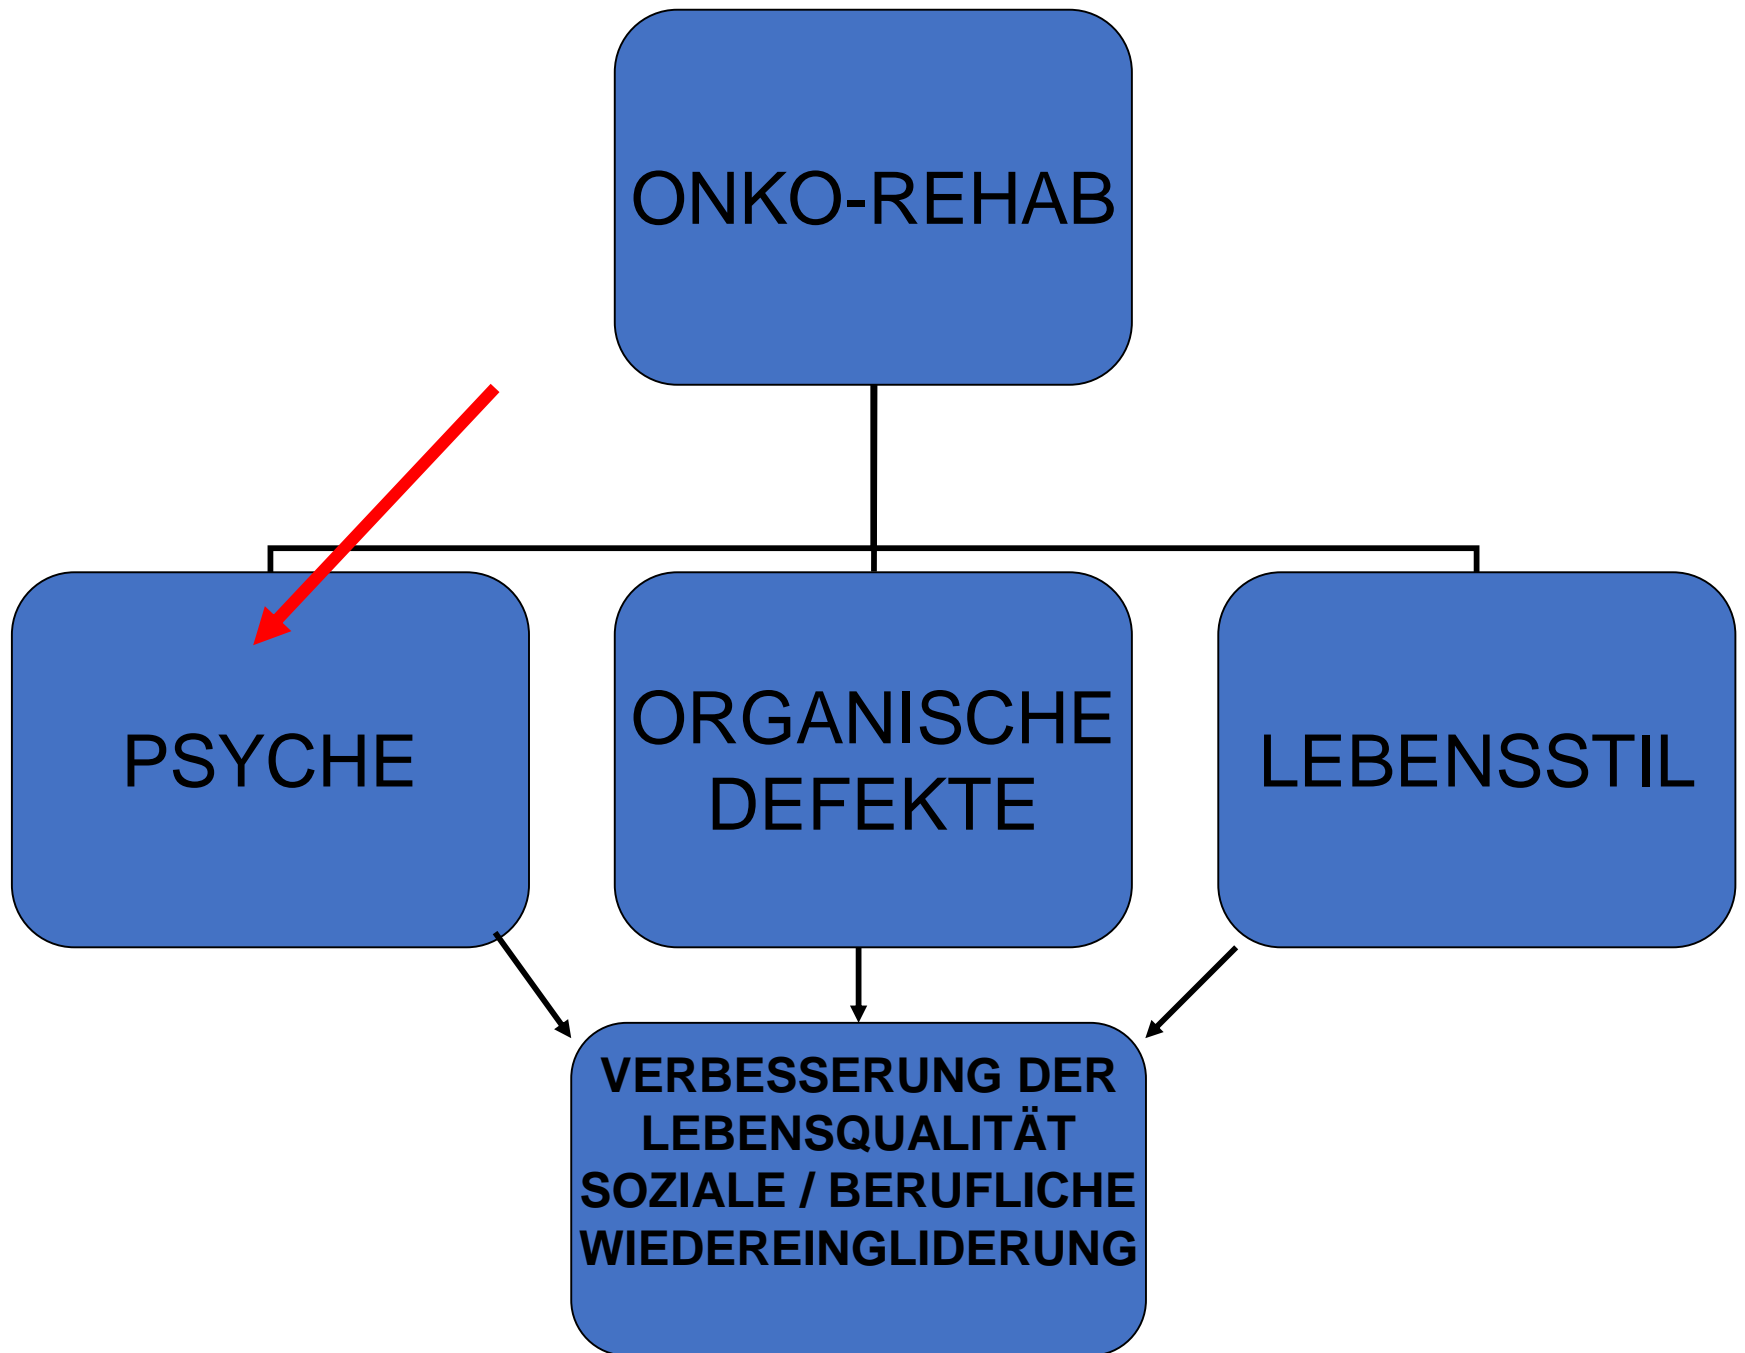 ONKO-REHAB
PSYCHE
ORGANISCHE
DEFEKTE
LEBENSSTIL
VERBESSERUNG DER
LEBENSQUALITÄT
SOZIALE / BERUFLICHE
WIEDEREINGLIDERUNG